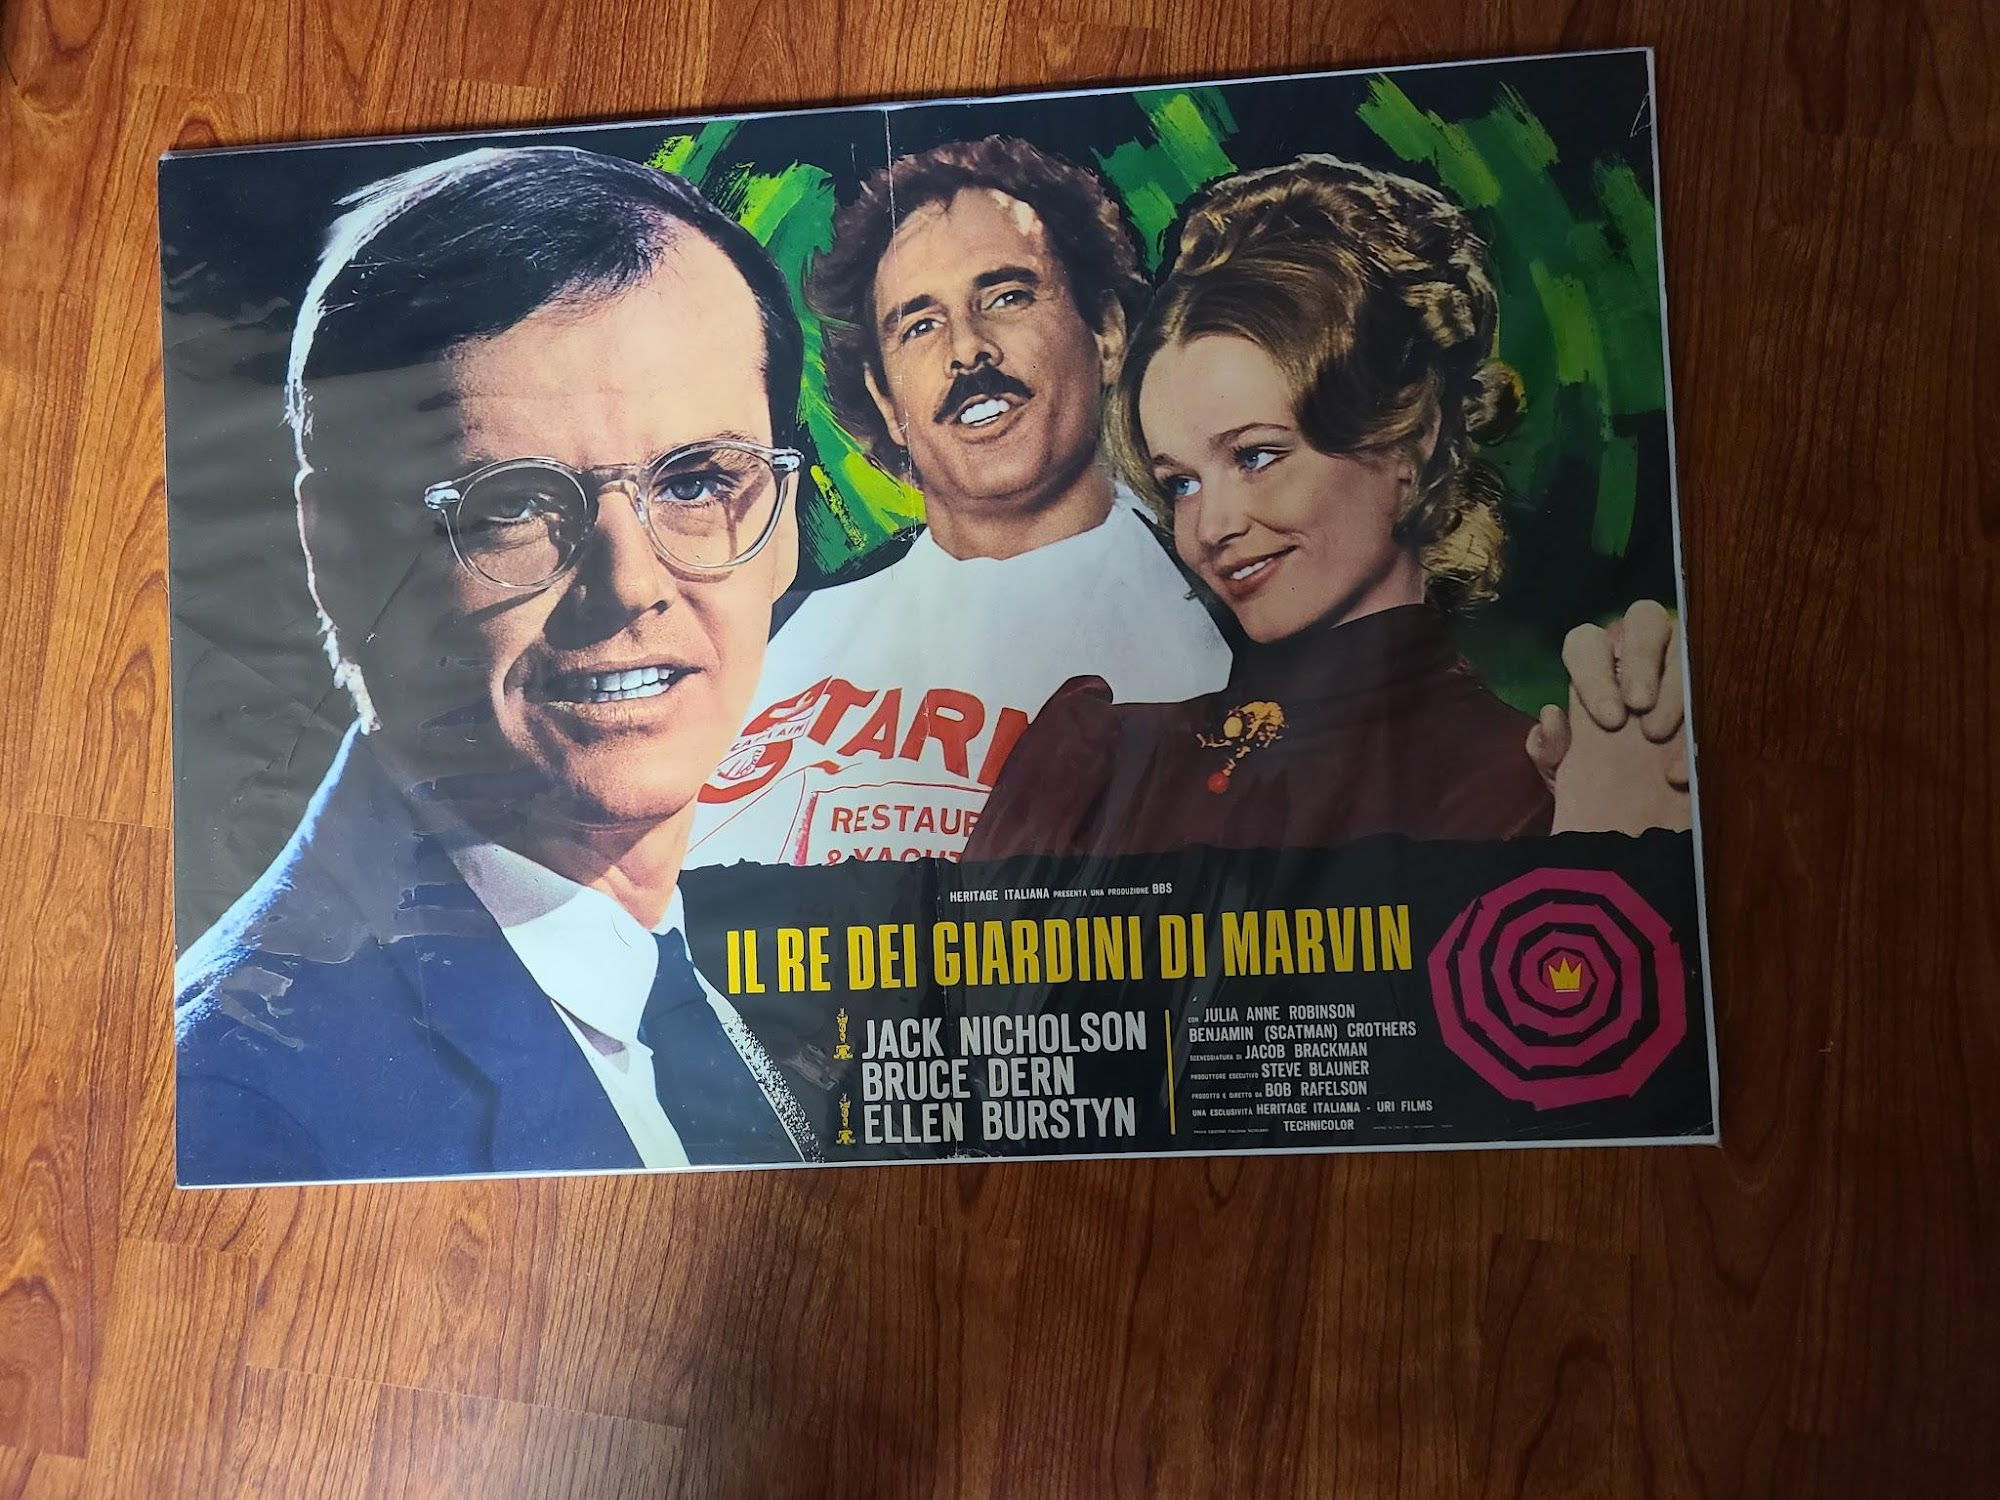 STARN
CAPTAIN
RESTAUR
& YACHT
HERITAGE ITALIANA PRESENTA UNA PRODUZIONE BBS
IL RE DEI GIARDINI DI MARVIN
JACK NICHOLSON
BRUCE DERN
ELLEN BURSTYN
CON JULIA ANNE ROBINSON
BENJAMIN (SCATMAN) CROTHERS
SCENEGGIATURA DI JACOB BRACKMAN
PRODUTTORE ESECUTIVO STEVE BLAUNER
PRODOTTO E DIRETTO DA BOB RAFELSON
UNA ESCLUSIVITÀ HERITAGE ITALIANA - URI FILMS
TECHNICOLOR